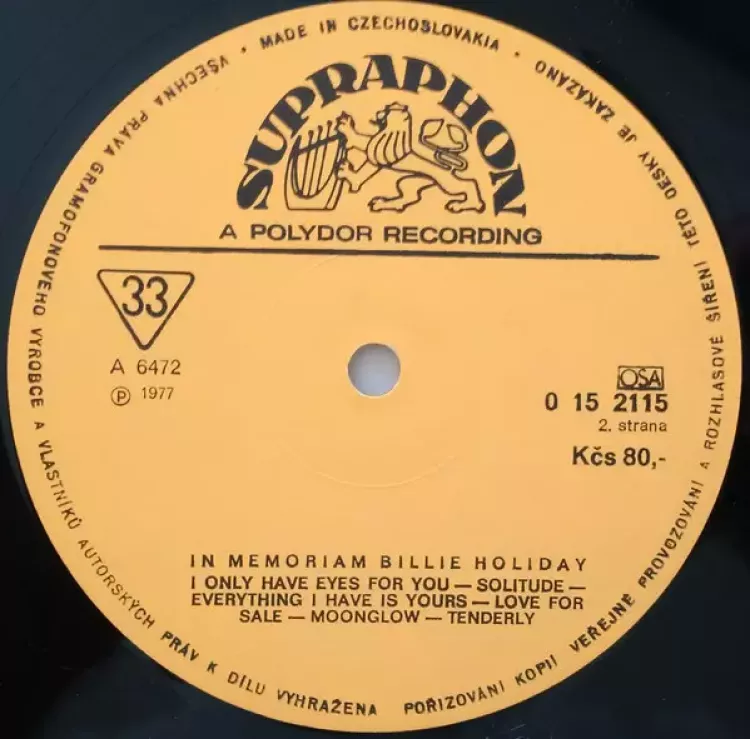 • MADE IN CZECHOSLOVAKIA •
SUPRAPHON
A POLYDOR RECORDING
33
A 6472
Ⓟ 1977
OSA
0 15 2115
2. strana
Kčs 80,-
IN MEMORIAM BILLIE HOLIDAY
I ONLY HAVE EYES FOR YOU — SOLITUDE —
EVERYTHING I HAVE IS YOURS — LOVE FOR
SALE — MOONGLOW — TENDERLY
VŠECHNA PRÁVA GRAMOFONOVÉHO VÝROBCE A VLASTNÍKŮ AUTORSKÝCH PRÁV K DÍLU VYHRAŽENA POŘIZOVÁNÍ KOPIÍ VEŘEJNÉ PROVOZOVÁNÍ A ROZHLASOVÉ ŠÍŘENÍ TÉTO DESKY JE ZAKÁZÁNO